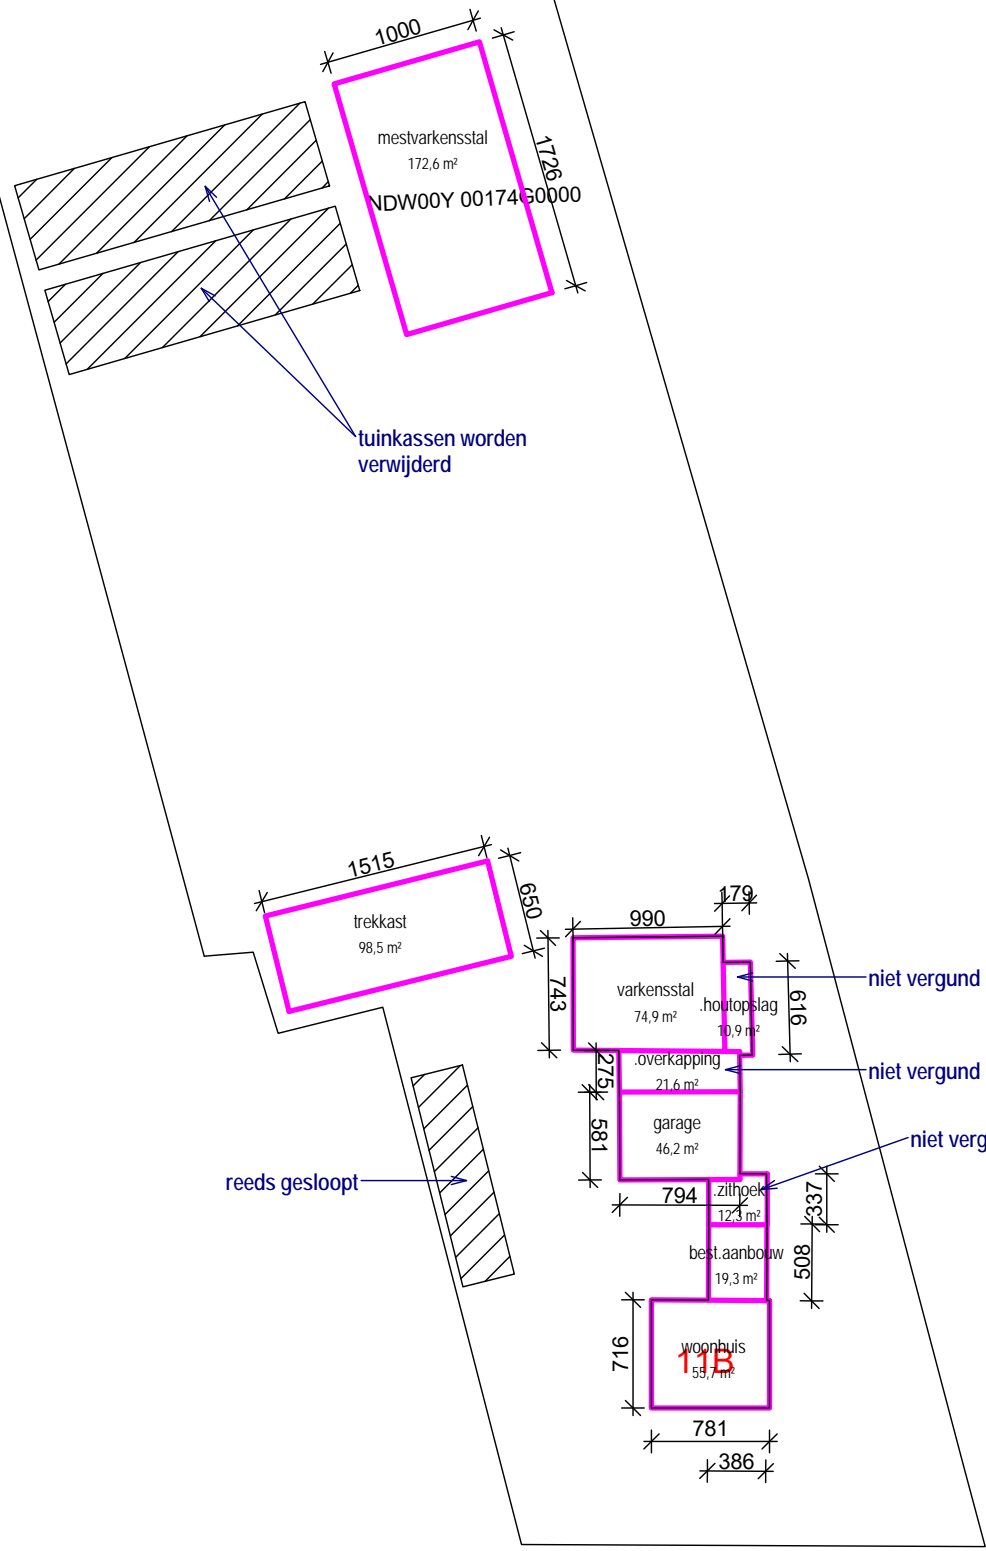 1000
1726
mestvarkensstal
172,6 m²
NDW00Y 00174G0000
tuinkassen worden
verwijderd
1515
650
trekkast
98,5 m²
179
990
743
varkensstal
74,9 m²
niet vergund
.houtopslag
10,9 m²
616
.overkapping
21,6 m²
niet vergund
275
garage
46,2 m²
581
niet verg
794
.zithoek
12,3 m²
337
reeds gesloopt
best.aanbouw
19,3 m²
508
woonhuis
11B
55,7 m²
716
781
386